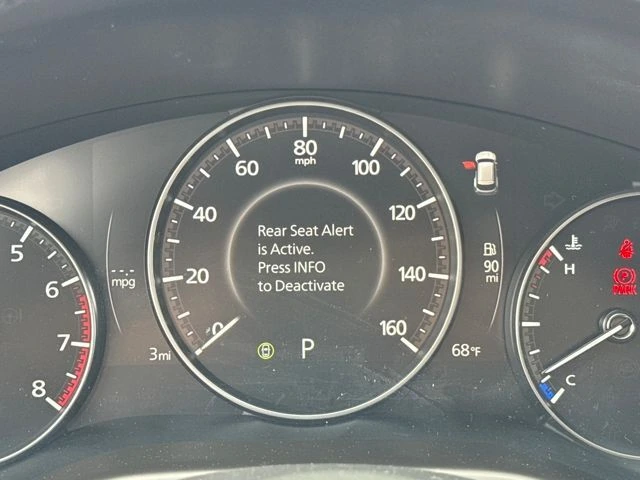 80
mph
60
100
40
120
20
140
0
160
Rear Seat Alert
is Active.
Press INFO
to Deactivate
P
5
6
7
8
---.-
mpg
3mi
90
mi
68°F
H
C
PARK